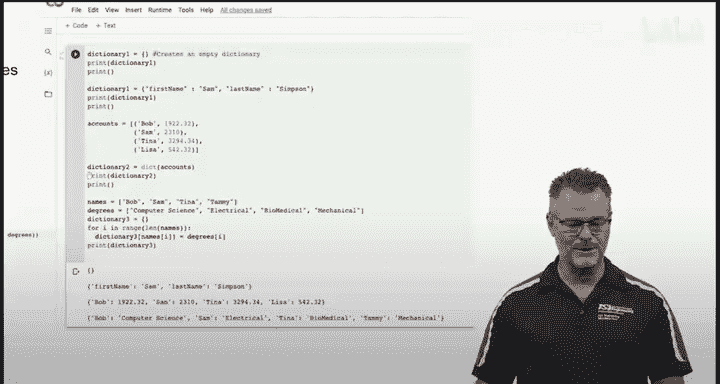 File Edit View Insert Runtime Tools Help All changes saved
+ Code + Text
es
dictionary1 = {} #Creates an empty dictionary
print(dictionary1)
print()
dictionary1 = {"firstName" : "Sam", "lastName" : "Simpson"}
print(dictionary1)
print()
accounts = [('Bob', 1922.32),
('Sam', 2310),
('Tina', 3294.34),
('Lisa', 542.32)]
dictionary2 = dict(accounts)
print(dictionary2)
print()
names = ['Bob', 'Sam', "Tina", "Tammy"]
degrees = ["Computer Science", "Electrical", "BioMedical", "Mechanical"]
dictionary3 = {}
degrees))
for i in range(len(names)):
dictionary3[names[i]] = degrees[i]
print(dictionary3)
{}
{'firstName': 'Sam', 'lastName': 'Simpson'}
{'Bob': 1922.32, 'Sam': 2310, 'Tina': 3294.34, 'Lisa': 542.32}
{'Bob': 'Computer Science', 'Sam': 'Electrical', 'Tina': 'BioMedical', 'Tammy': 'Mechanical'}